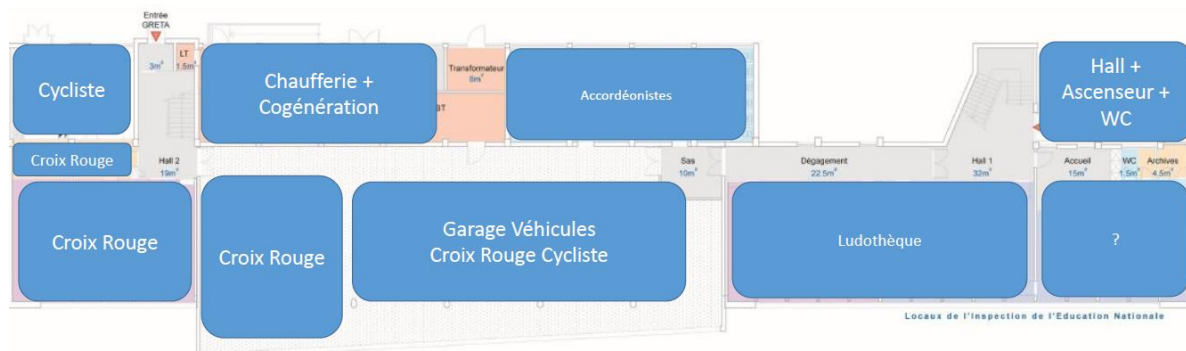 Entrée
GRETA
LT
3m²
1.5m²
Cycliste
Chaufferie +
Cogénération
Transformateur
8m²
BT
Accordéonistes
Hall +
Ascenseur +
WC
Croix Rouge
Hall 2
19m²
Sas
10m²
Dégagement
22.5m²
Hall 1
32m²
Accueil
15m²
WC
1.5m²
Archives
4.5m²
Croix Rouge
Croix Rouge
Garage Véhicules
Croix Rouge Cycliste
Ludothèque
?
Locaux de l'Inspection de l'Education Nationale